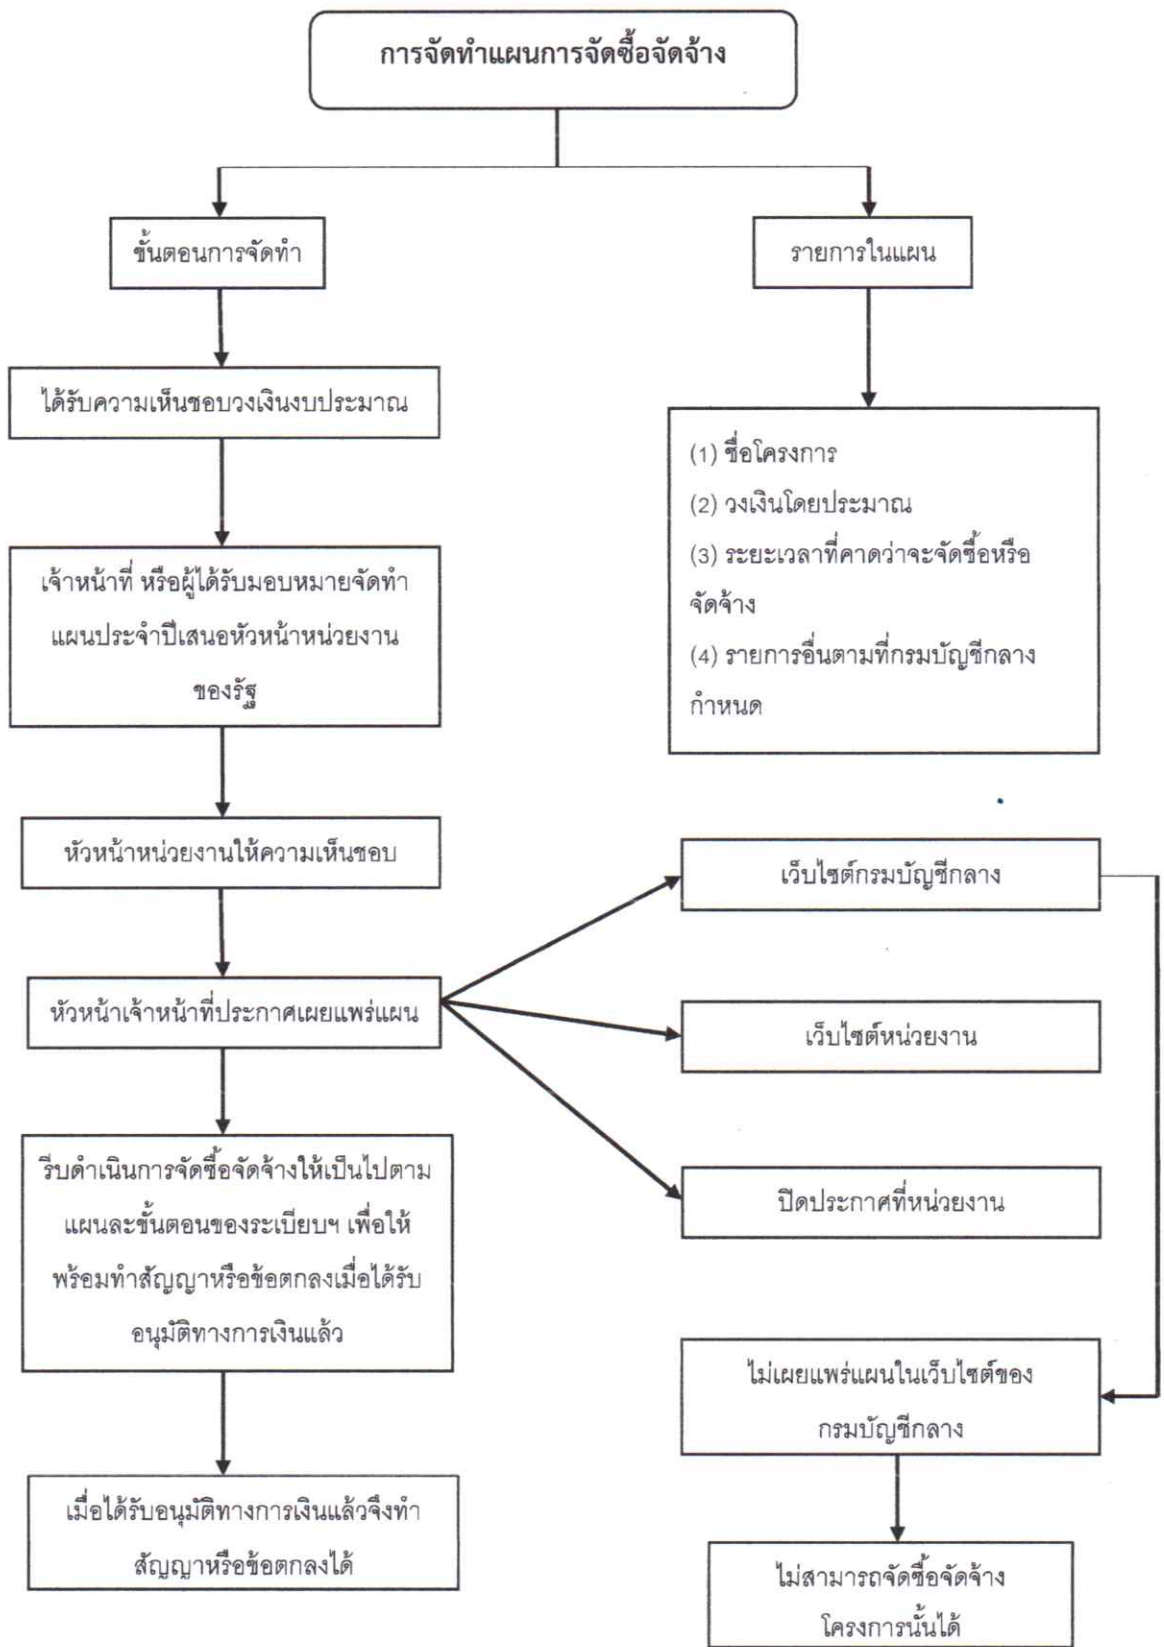 การจัดทำแผนการจัดซื้อจัดจ้าง
ขั้นตอนการจัดทำ
ได้รับความเห็นชอบวงเงินงบประมาณ
เจ้าหน้าที่ หรือผู้ได้รับมอบหมายจัดทำ
แผนประจำปีเสนอหัวหน้าหน่วยงาน
ของรัฐ
หัวหน้าหน่วยงานให้ความเห็นชอบ
หัวหน้าเจ้าหน้าที่ประกาศเผยแพร่แผน
รีบดำเนินการจัดซื้อจัดจ้างให้เป็นไปตาม
แผนละขั้นตอนของระเบียบฯ เพื่อให้
พร้อมทำสัญญาหรือข้อตกลงเมื่อได้รับ
อนุมัติทางการเงินแล้ว
เมื่อได้รับอนุมัติทางการเงินแล้วจึงทำ
สัญญาหรือข้อตกลงได้
รายการในแผน
(1) ชื่อโครงการ
(2) วงเงินโดยประมาณ
(3) ระยะเวลาที่คาดว่าจะจัดซื้อหรือ
จัดจ้าง
(4) รายการอื่นตามที่กรมบัญชีกลาง
กำหนด
เว็บไซต์กรมบัญชีกลาง
เว็บไซต์หน่วยงาน
ปิดประกาศที่หน่วยงาน
ไม่เผยแพร่แผนในเว็บไซต์ของ
กรมบัญชีกลาง
ไม่สามารถจัดซื้อจัดจ้าง
โครงการนั้นได้